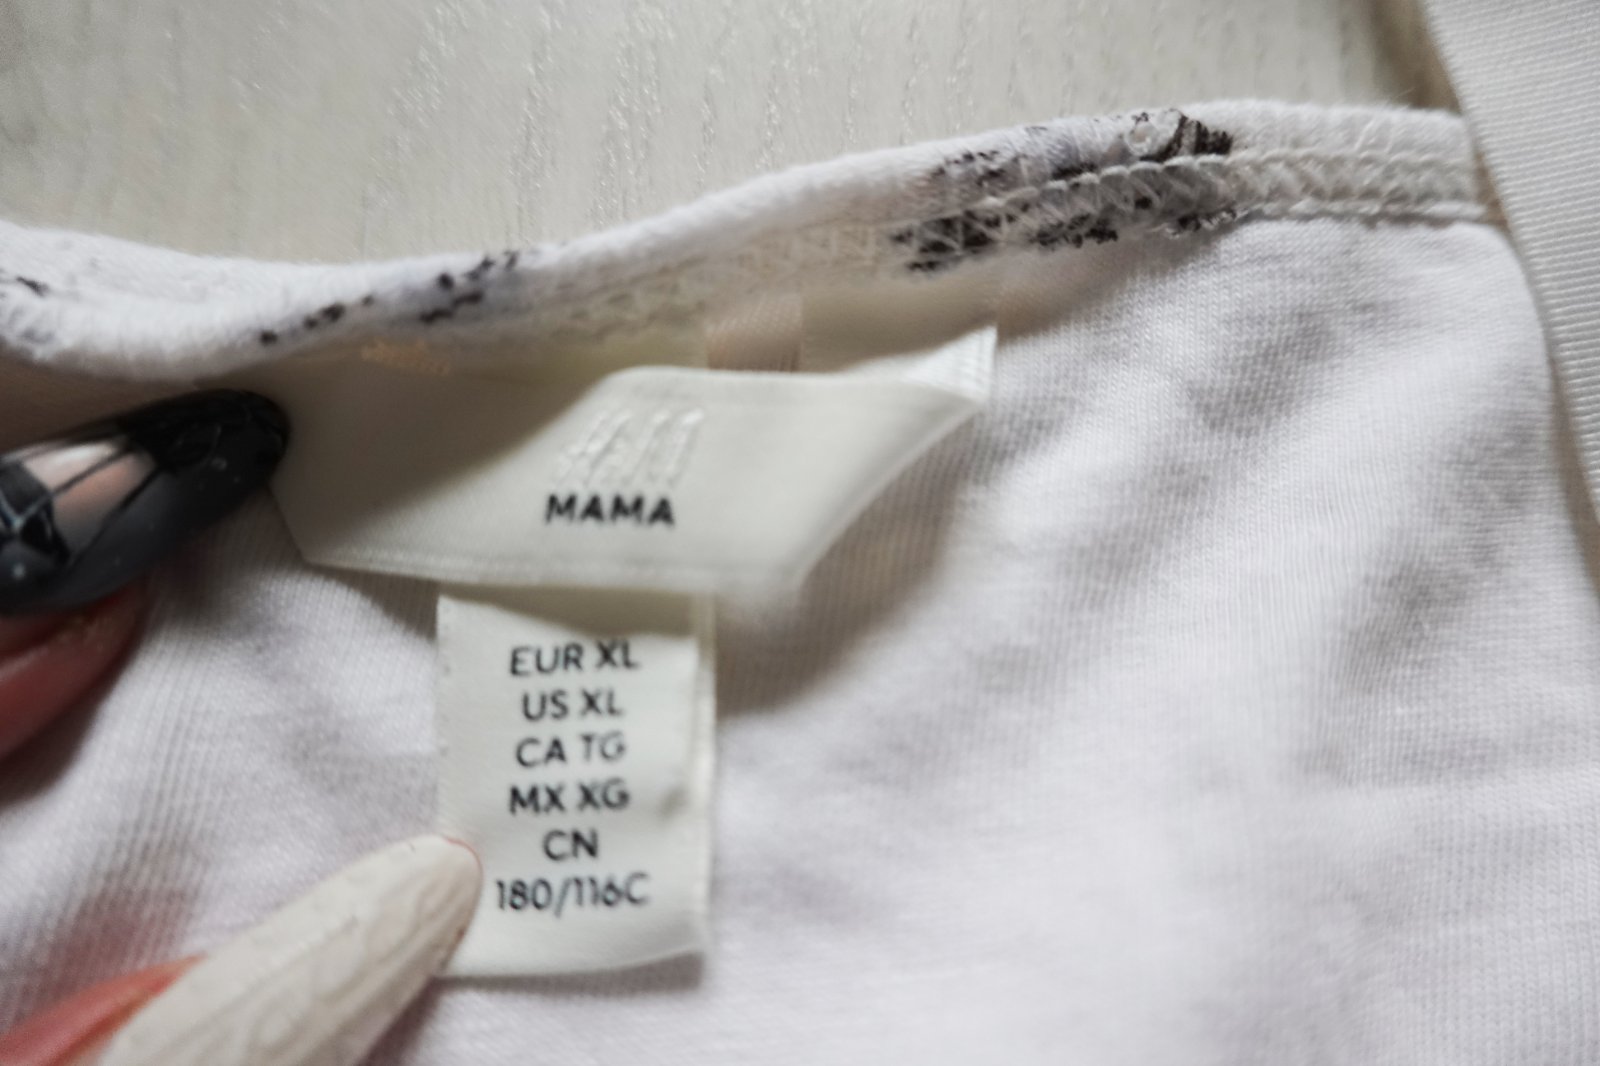 H&M
MAMA
EUR XL
US XL
CA TG
MX XG
CN
180/116C